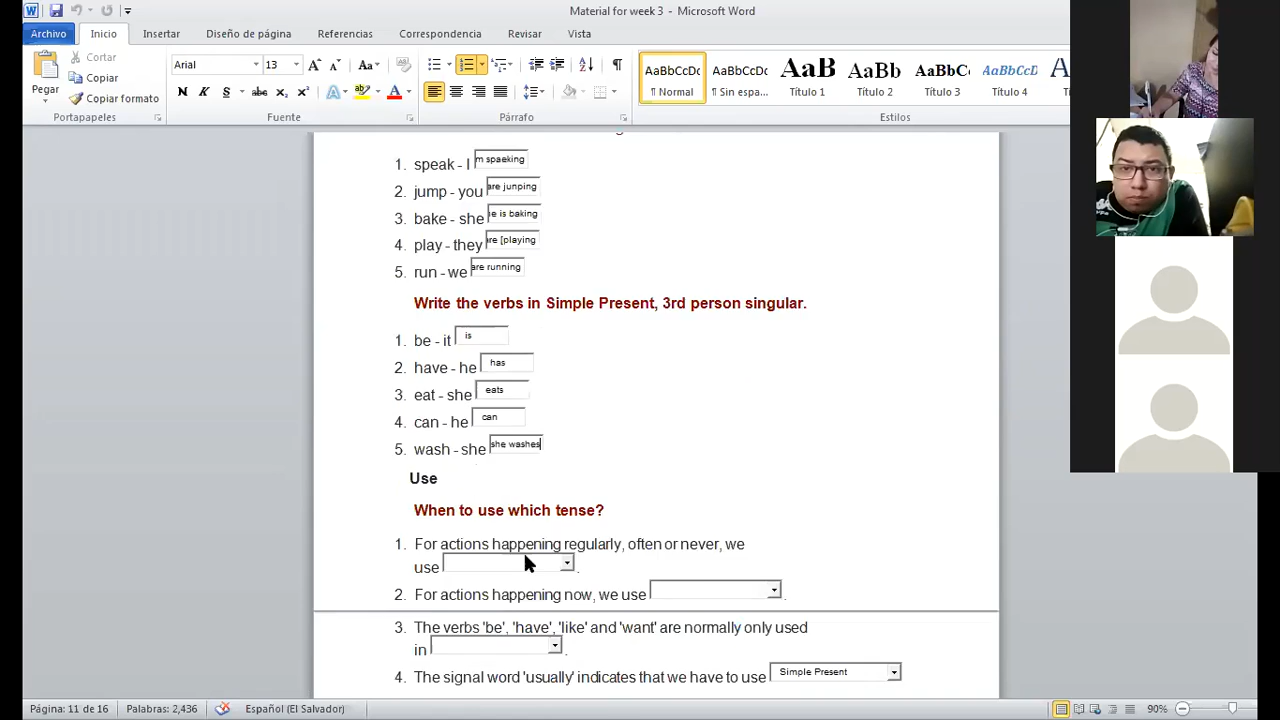 Material for week 3 - Microsoft Word
Archivo Inicio Insertar Diseño de página Referencias Correspondencia Revisar Vista
Cortar
Copiar
Copiar formato
Pegar
Portapapeles
Arial 13
Fuente
Párrafo
AaBbCcDc AaBbCcDc AaB AaBbC AaBbC AaBbCcD
¶ Normal ¶ Sin espa... Título 1 Título 2 Título 3 Título 4
Estilos
1. speak - I m spaeking
2. jump - you are junping
3. bake - she e is baking
4. play - they are [playing
5. run - we are running
Write the verbs in Simple Present, 3rd person singular.
1. be - it is
2. have - he has
3. eat - she eats
4. can - he can
5. wash - she she washes
Use
When to use which tense?
1. For actions happening regularly, often or never, we
use .
2. For actions happening now, we use .
3. The verbs 'be', 'have', 'like' and 'want' are normally only used
in .
4. The signal word 'usually' indicates that we have to use Simple Present
Página: 11 de 16 Palabras: 2,436 Español (El Salvador) 90%